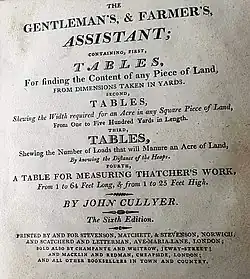 THE
GENTLEMAN'S, & FARMER'S,
ASSISTANT;
CONTAINING, FIRST,
TABLES,
For finding the Content of any Piece of Land,
FROM DIMENSIONS TAKEN IN YARDS.
SECOND,
TABLES,
Shewing the Width required for an Acre in any Square Piece of Land,
From One to Five Hundred Yards in Length.
THIRD,
TABLES,
Shewing the Number of Loads that will Manure an Acre of Land,
By knowing the Distance of the Heaps.
FOURTH,
A TABLE FOR MEASURING THATCHER'S WORK,
From 1 to 64 Feet Long, & from 1 to 25 Feet High.
BY JOHN CULLYER.
The Sixth Edition.
PRINTED BY AND FOR STEVENSON, MATCHETT, & STEVENSON, NORWICH;
AND SCATCHERD AND LETTERMAN, AVE-MARIA-LANE, LONDON;
SOLD ALSO BY CHAMPANTE AND WHITROW, JEWRY-STREET;
AND MACKLIN AND REDMAN, CHEAPSIDE, LONDON;
AND ALL OTHER BOOKSELLERS IN TOWN AND COUNTRY.